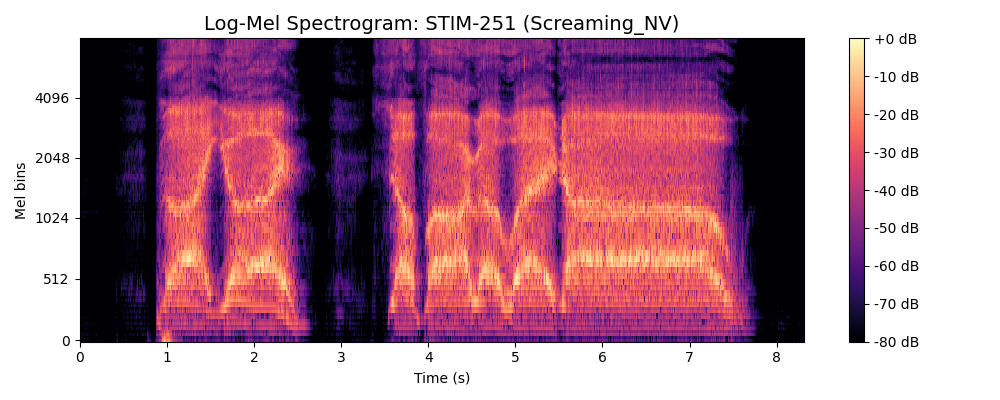 Log-Mel Spectrogram: STIM-251 (Screaming_NV)
Mel bins
4096
2048
1024
512
0
0 1 2 3 4 5 6 7 8
Time (s)
+0 dB
-10 dB
-20 dB
-30 dB
-40 dB
-50 dB
-60 dB
-70 dB
-80 dB